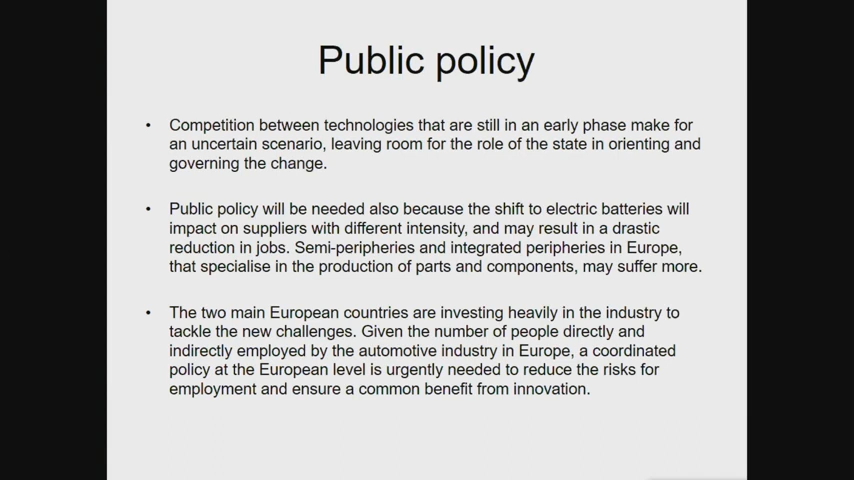 Public policy
• Competition between technologies that are still in an early phase make for
an uncertain scenario, leaving room for the role of the state in orienting and
governing the change.
• Public policy will be needed also because the shift to electric batteries will
impact on suppliers with different intensity, and may result in a drastic
reduction in jobs. Semi-peripheries and integrated peripheries in Europe,
that specialise in the production of parts and components, may suffer more.
• The two main European countries are investing heavily in the industry to
tackle the new challenges. Given the number of people directly and
indirectly employed by the automotive industry in Europe, a coordinated
policy at the European level is urgently needed to reduce the risks for
employment and ensure a common benefit from innovation.